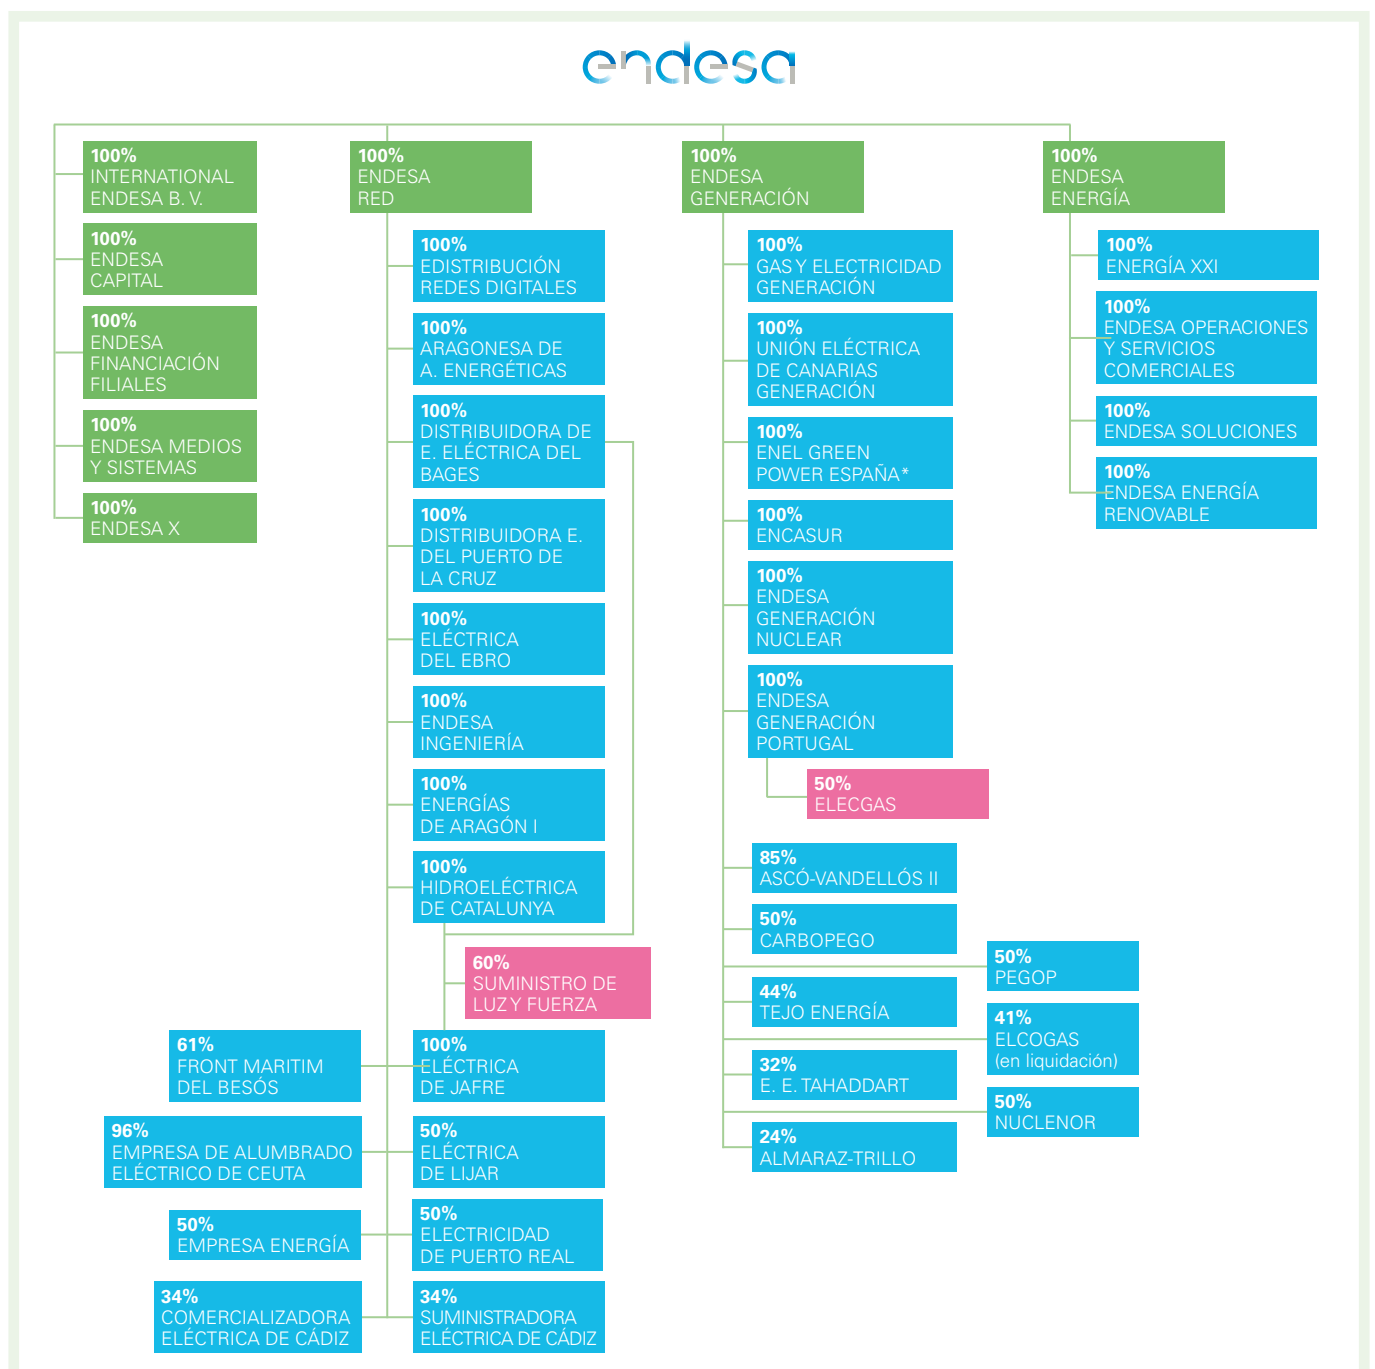 endesa
100%
INTERNATIONAL
ENDESA B. V.
100%
ENDESA
CAPITAL
100%
ENDESA
FINANCIACIÓN
FILIALES
100%
ENDESA MEDIOS
Y SISTEMAS
100%
ENDESA X
100%
ENDESA
RED
100%
EDISTRIBUCIÓN
REDES DIGITALES
100%
ARAGONESA DE
A. ENERGÉTICAS
100%
DISTRIBUIDORA DE
E. ELÉCTRICA DEL
BAGES
100%
DISTRIBUIDORA E.
DEL PUERTO DE
LA CRUZ
100%
ELÉCTRICA
DEL EBRO
100%
ENDESA
INGENIERÍA
100%
ENERGÍAS
DE ARAGÓN I
100%
HIDROELÉCTRICA
DE CATALUNYA
60%
SUMINISTRO DE
LUZ Y FUERZA
61%
FRONT MARITIM
DEL BESÓS
100%
ELÉCTRICA
DE JAFRE
96%
EMPRESA DE ALUMBRADO
ELÉCTRICO DE CEUTA
50%
ELÉCTRICA
DE LIJAR
50%
EMPRESA ENERGÍA
50%
ELECTRICIDAD
DE PUERTO REAL
34%
COMERCIALIZADORA
ELÉCTRICA DE CÁDIZ
34%
SUMINISTRADORA
ELÉCTRICA DE CÁDIZ
100%
ENDESA
GENERACIÓN
100%
GAS Y ELECTRICIDAD
GENERACIÓN
100%
UNIÓN ELÉCTRICA
DE CANARIAS
GENERACIÓN
100%
ENEL GREEN
POWER ESPAÑA*
100%
ENCASUR
100%
ENDESA
GENERACIÓN
NUCLEAR
100%
ENDESA
GENERACIÓN
PORTUGAL
50%
ELECGAS
85%
ASCÓ-VANDELLÓS II
50%
CARBOPEGO
50%
PEGOP
44%
TEJO ENERGÍA
41%
ELCOGAS
(en liquidación)
32%
E. E. TAHADDART
50%
NUCLENOR
24%
ALMARAZ-TRILLO
100%
ENDESA
ENERGÍA
100%
ENERGÍA XXI
100%
ENDESA OPERACIONES
Y SERVICIOS
COMERCIALES
100%
ENDESA SOLUCIONES
100%
ENDESA ENERGÍA
RENOVABLE